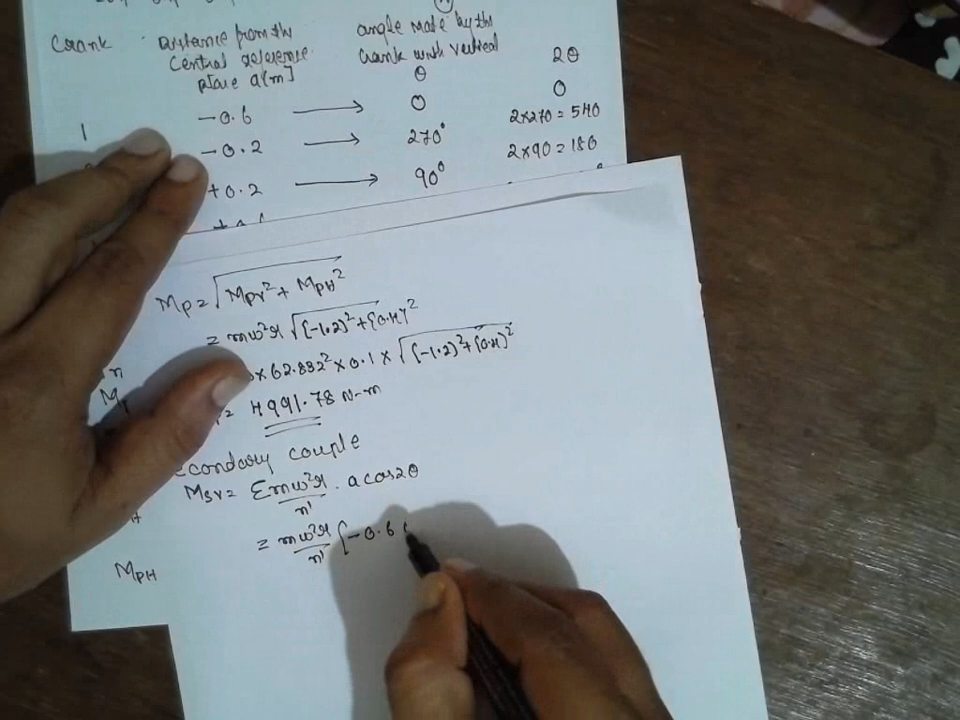 Crank Distance from the angle made by the
Central reference crank with vertical 2θ
plane a(m) θ
1 -0.6 → 0 0
-0.2 → 270° 2×270 = 540
+0.2 → 90° 2×90 = 180
Mp = √Mpv² + MpH²
= mω²r √(-1.2)² + (0.4)²
× 62.832² × 0.1 × √(-1.2)² + (0.4)²
= 4991.78 N-m
econdary couple
Msv = Σmω²r/n' . a cos2θ
= mω²r/n' [-0.6
MpH